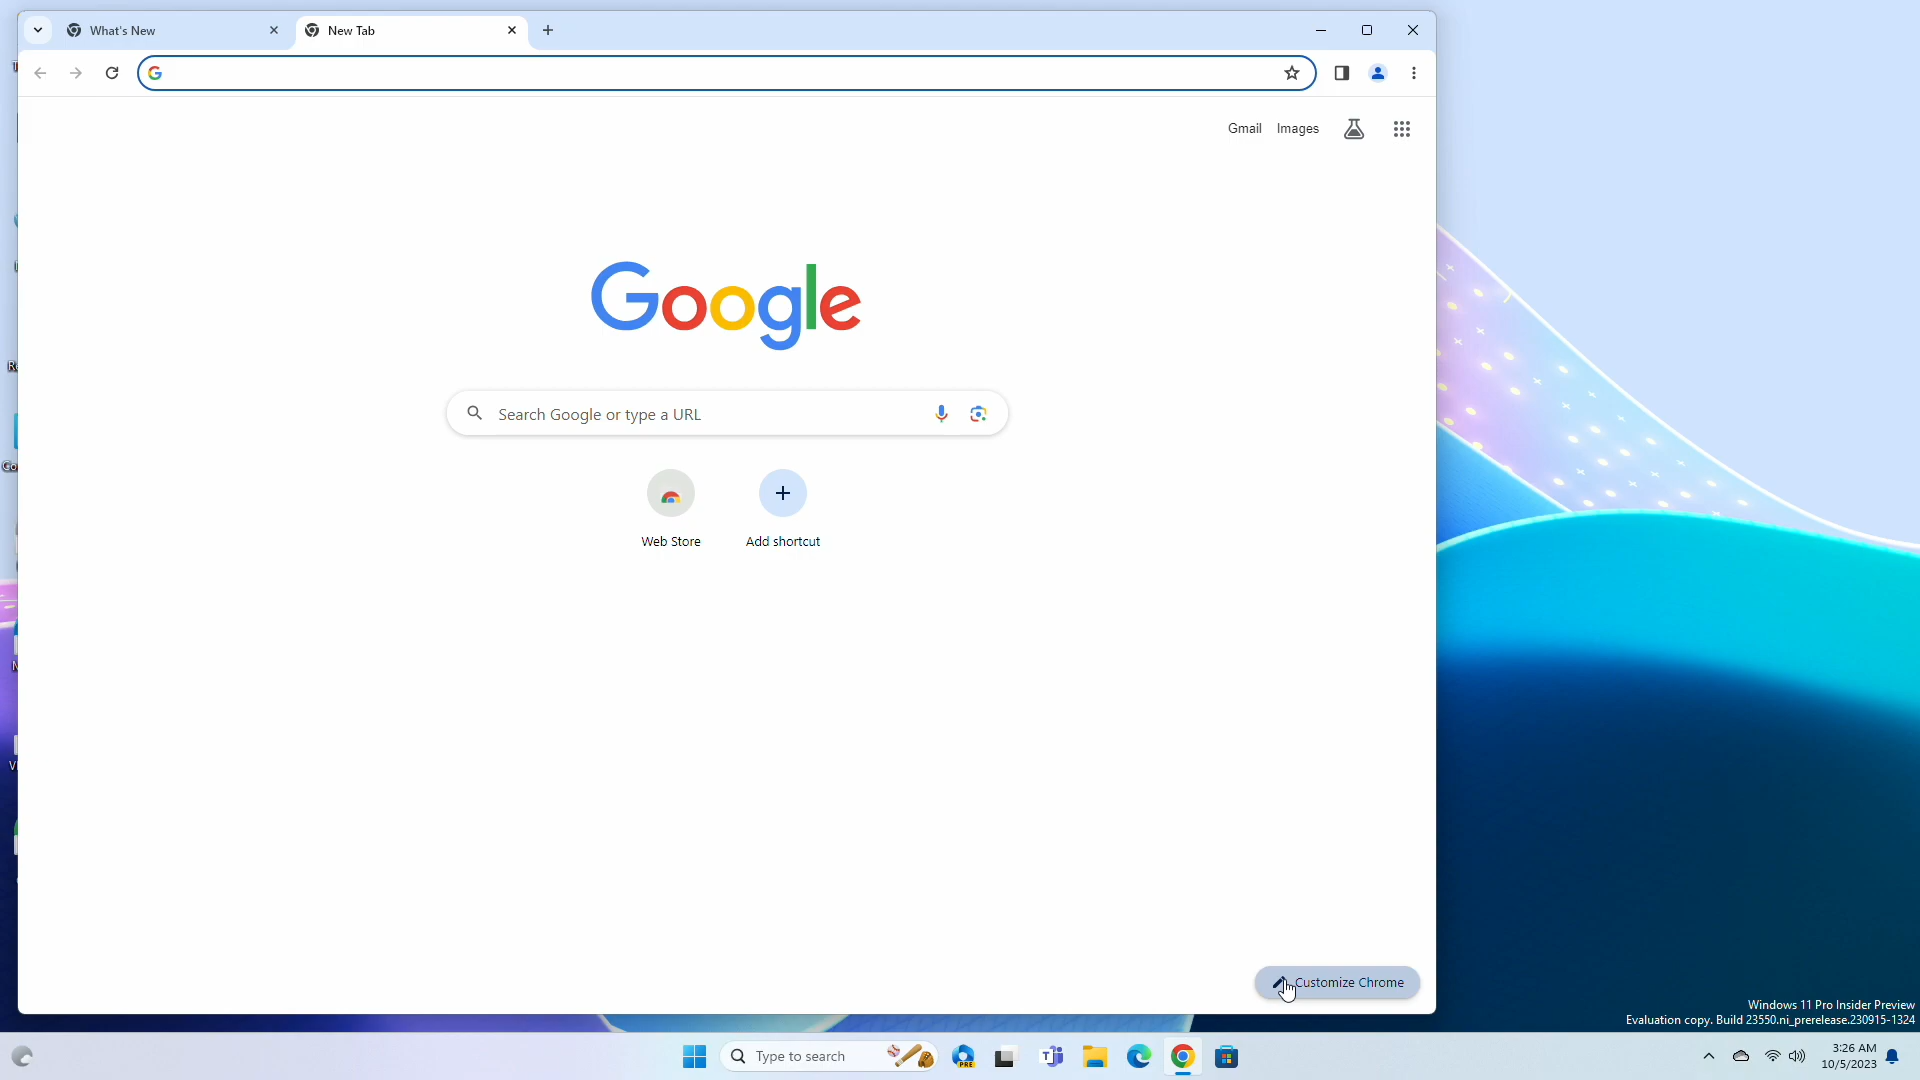 What's New
New Tab
Gmail Images
Google
Search Google or type a URL
Web Store
Add shortcut
Customize Chrome
Windows 11 Pro Insider Preview
Evaluation copy. Build 23550.ni_prerelease.230915-1324
Type to search
PRE
3:26 AM
10/5/2023